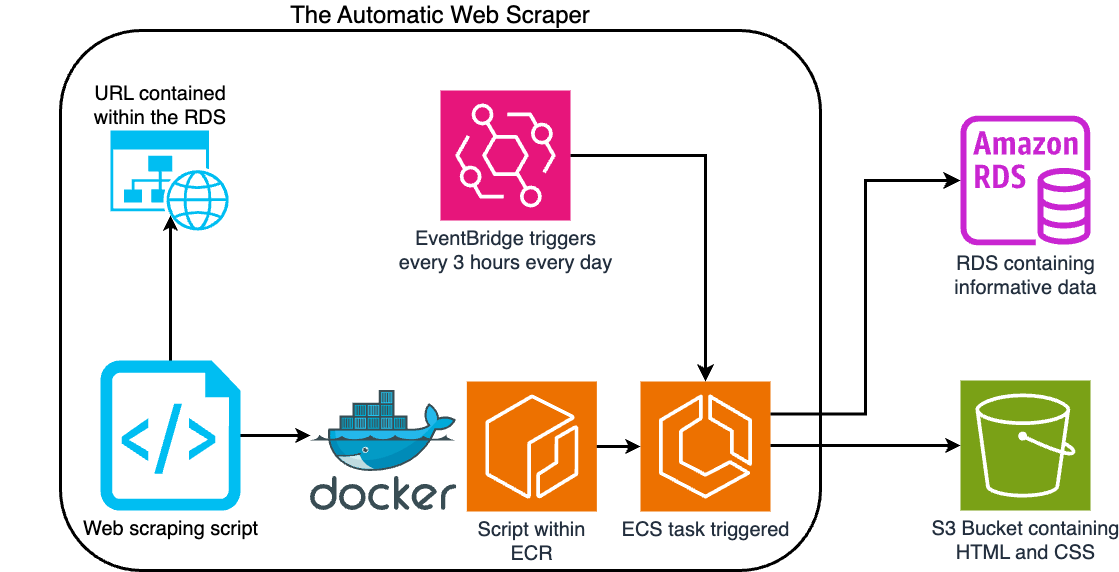 The Automatic Web Scraper
URL contained
within the RDS
EventBridge triggers
every 3 hours every day
Amazon
RDS
RDS containing
informative data
</>
docker
Web scraping script
Script within
ECR
ECS task triggered
S3 Bucket containing
HTML and CSS